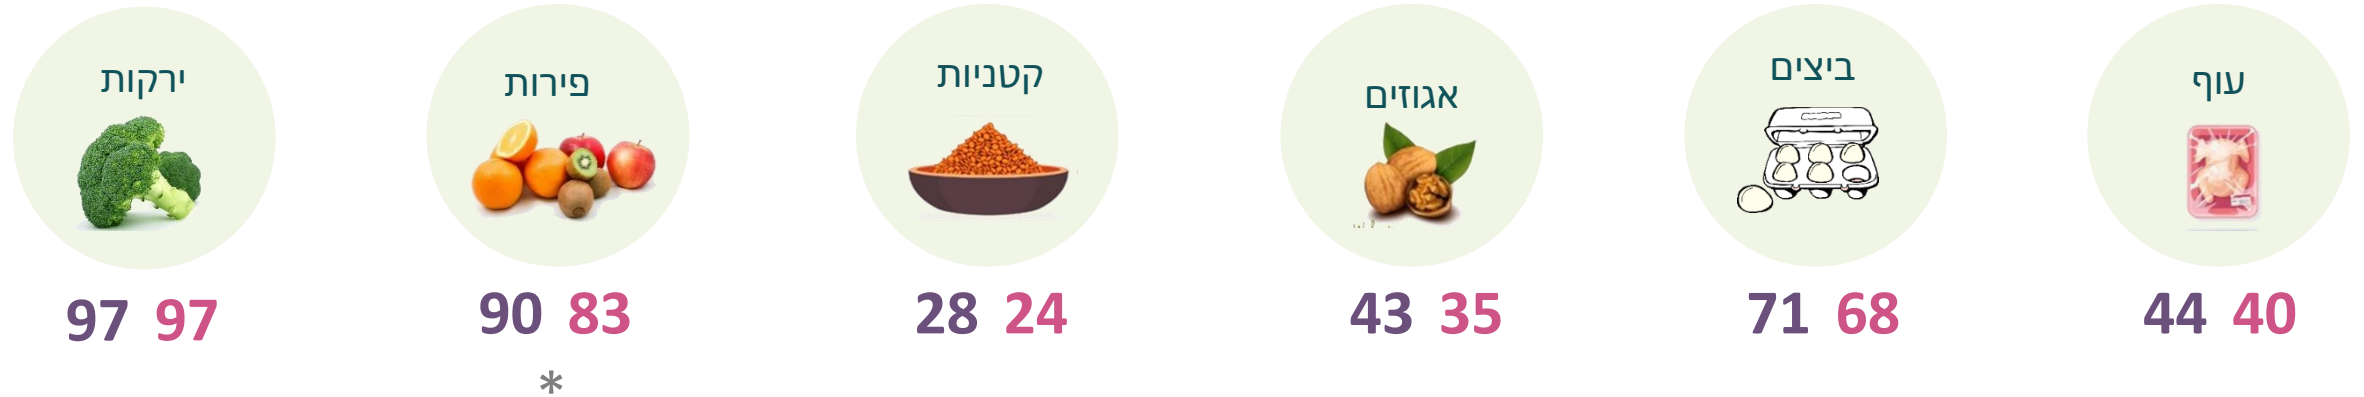 עוף
40 44
ביצים
68 71
אגוזים
35 43
קטניות
24 28
פירות
83 90
*
ירקות
97 97